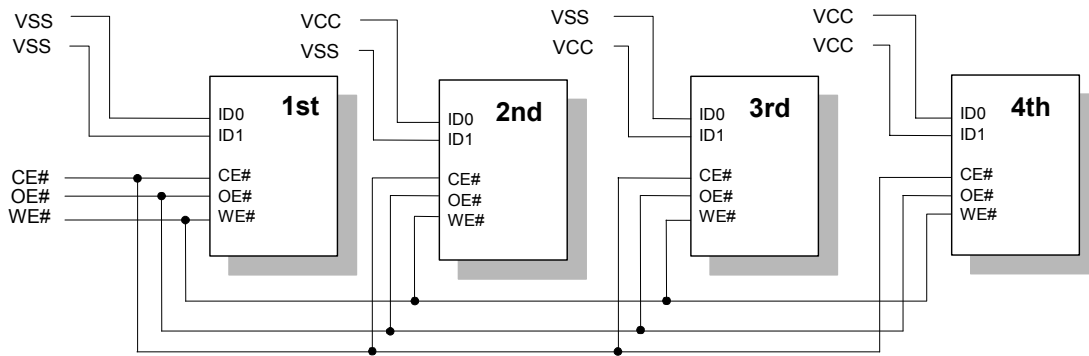 VSS
VSS
ID0
ID1
1st
CE#
OE#
WE#
CE#
OE#
WE#
VCC
VSS
ID0
ID1
2nd
CE#
OE#
WE#
VSS
VCC
ID0
ID1
3rd
CE#
OE#
WE#
VCC
VCC
ID0
ID1
4th
CE#
OE#
WE#